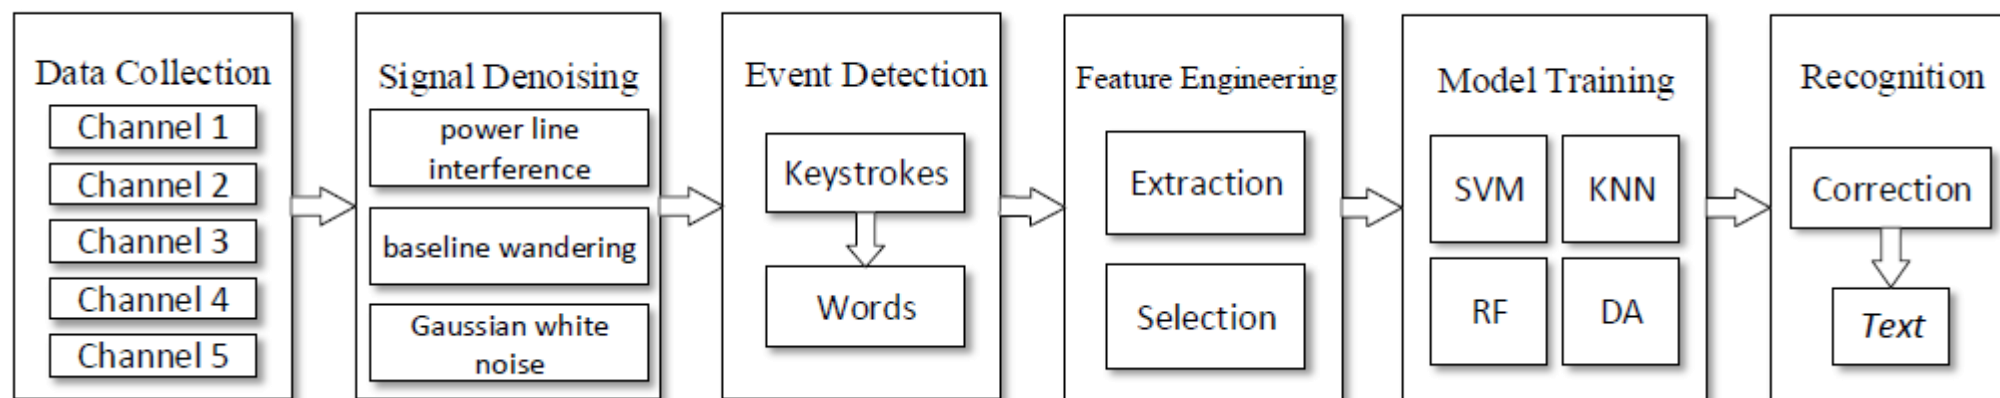 Data Collection
Channel 1
Channel 2
Channel 3
Channel 4
Channel 5
Signal Denoising
power line
interference
baseline wandering
Gaussian white
noise
Event Detection
Keystrokes
Words
Feature Engineering
Extraction
Selection
Model Training
SVM
KNN
RF
DA
Recognition
Correction
Text